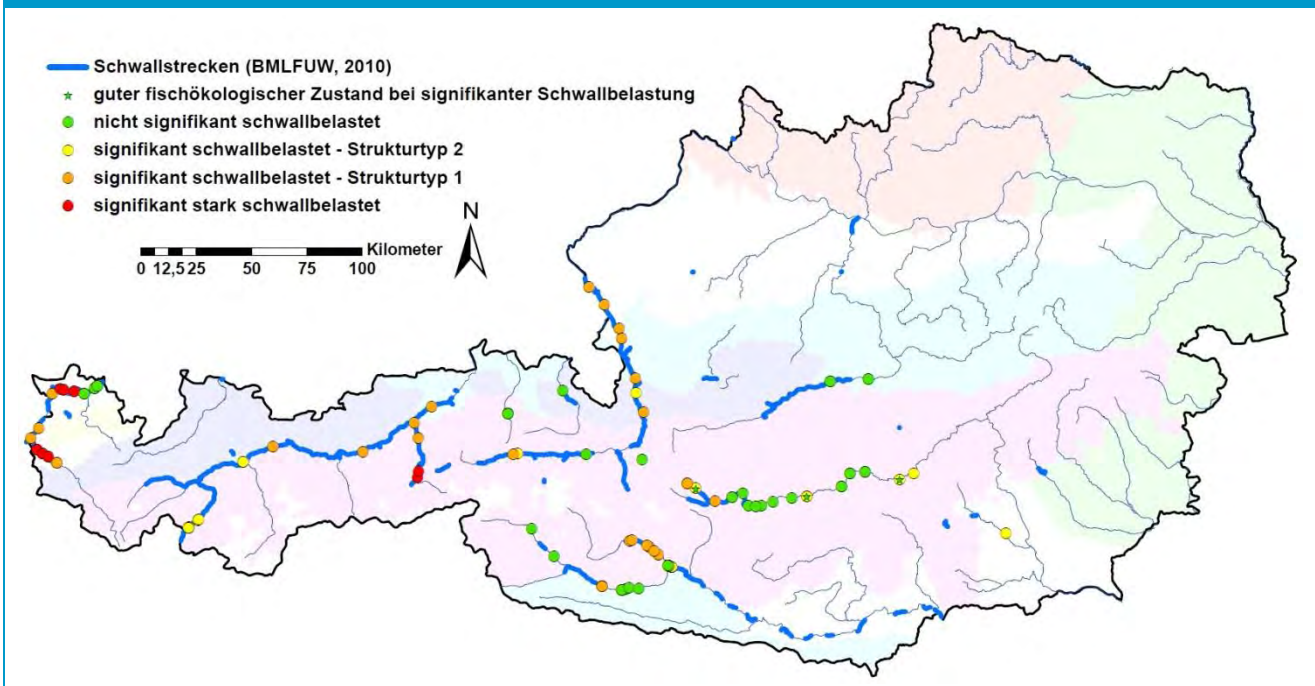 Schwallstrecken (BMLFUW, 2010)
guter fischökologischer Zustand bei signifikanter Schwallbelastung
nicht signifikant schwallbelastet
signifikant schwallbelastet - Strukturtyp 2
signifikant schwallbelastet - Strukturtyp 1
signifikant stark schwallbelastet
N
Kilometer
0 12,5 25 50 75 100